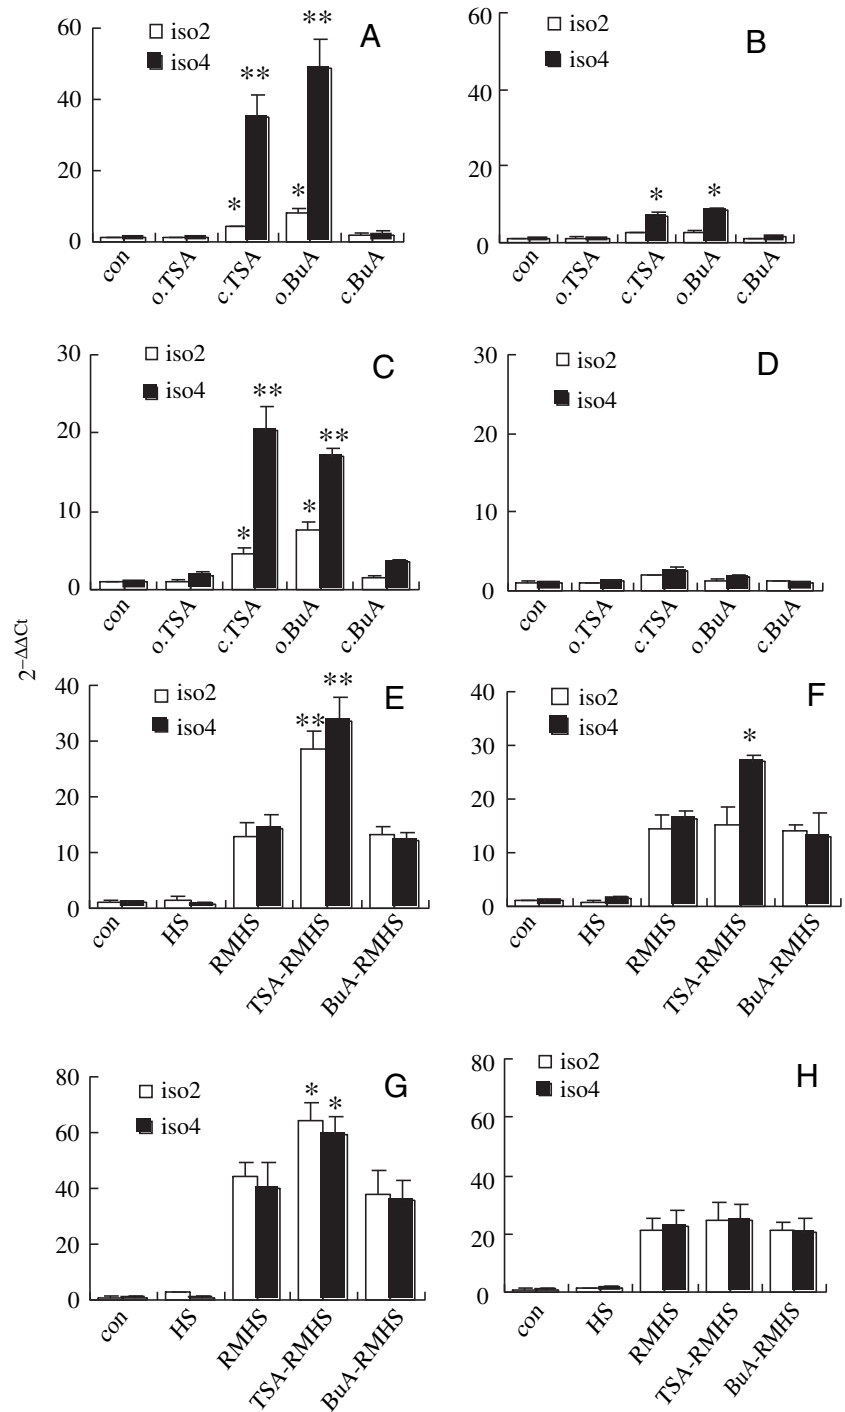 60
40
20
0
iso2
iso4
A
*
**
*
**
con
o.TSA
c.TSA
o.BuA
c.BuA
60
40
20
0
iso2
iso4
B
*
*
con
o.TSA
c.TSA
o.BuA
c.BuA
30
20
10
0
iso2
iso4
C
*
**
*
**
con
o.TSA
c.TSA
o.BuA
c.BuA
30
20
10
0
iso2
iso4
D
con
o.TSA
c.TSA
o.BuA
c.BuA
2−ΔΔCt
40
30
20
10
0
iso2
iso4
E
**
**
con
HS
RMHS
TSA-RMHS
BuA-RMHS
40
30
20
10
0
iso2
iso4
F
*
con
HS
RMHS
TSA-RMHS
BuA-RMHS
80
60
40
20
0
iso2
iso4
G
*
*
con
HS
RMHS
TSA-RMHS
BuA-RMHS
80
60
40
20
0
iso2
iso4
H
con
HS
RMHS
TSA-RMHS
BuA-RMHS